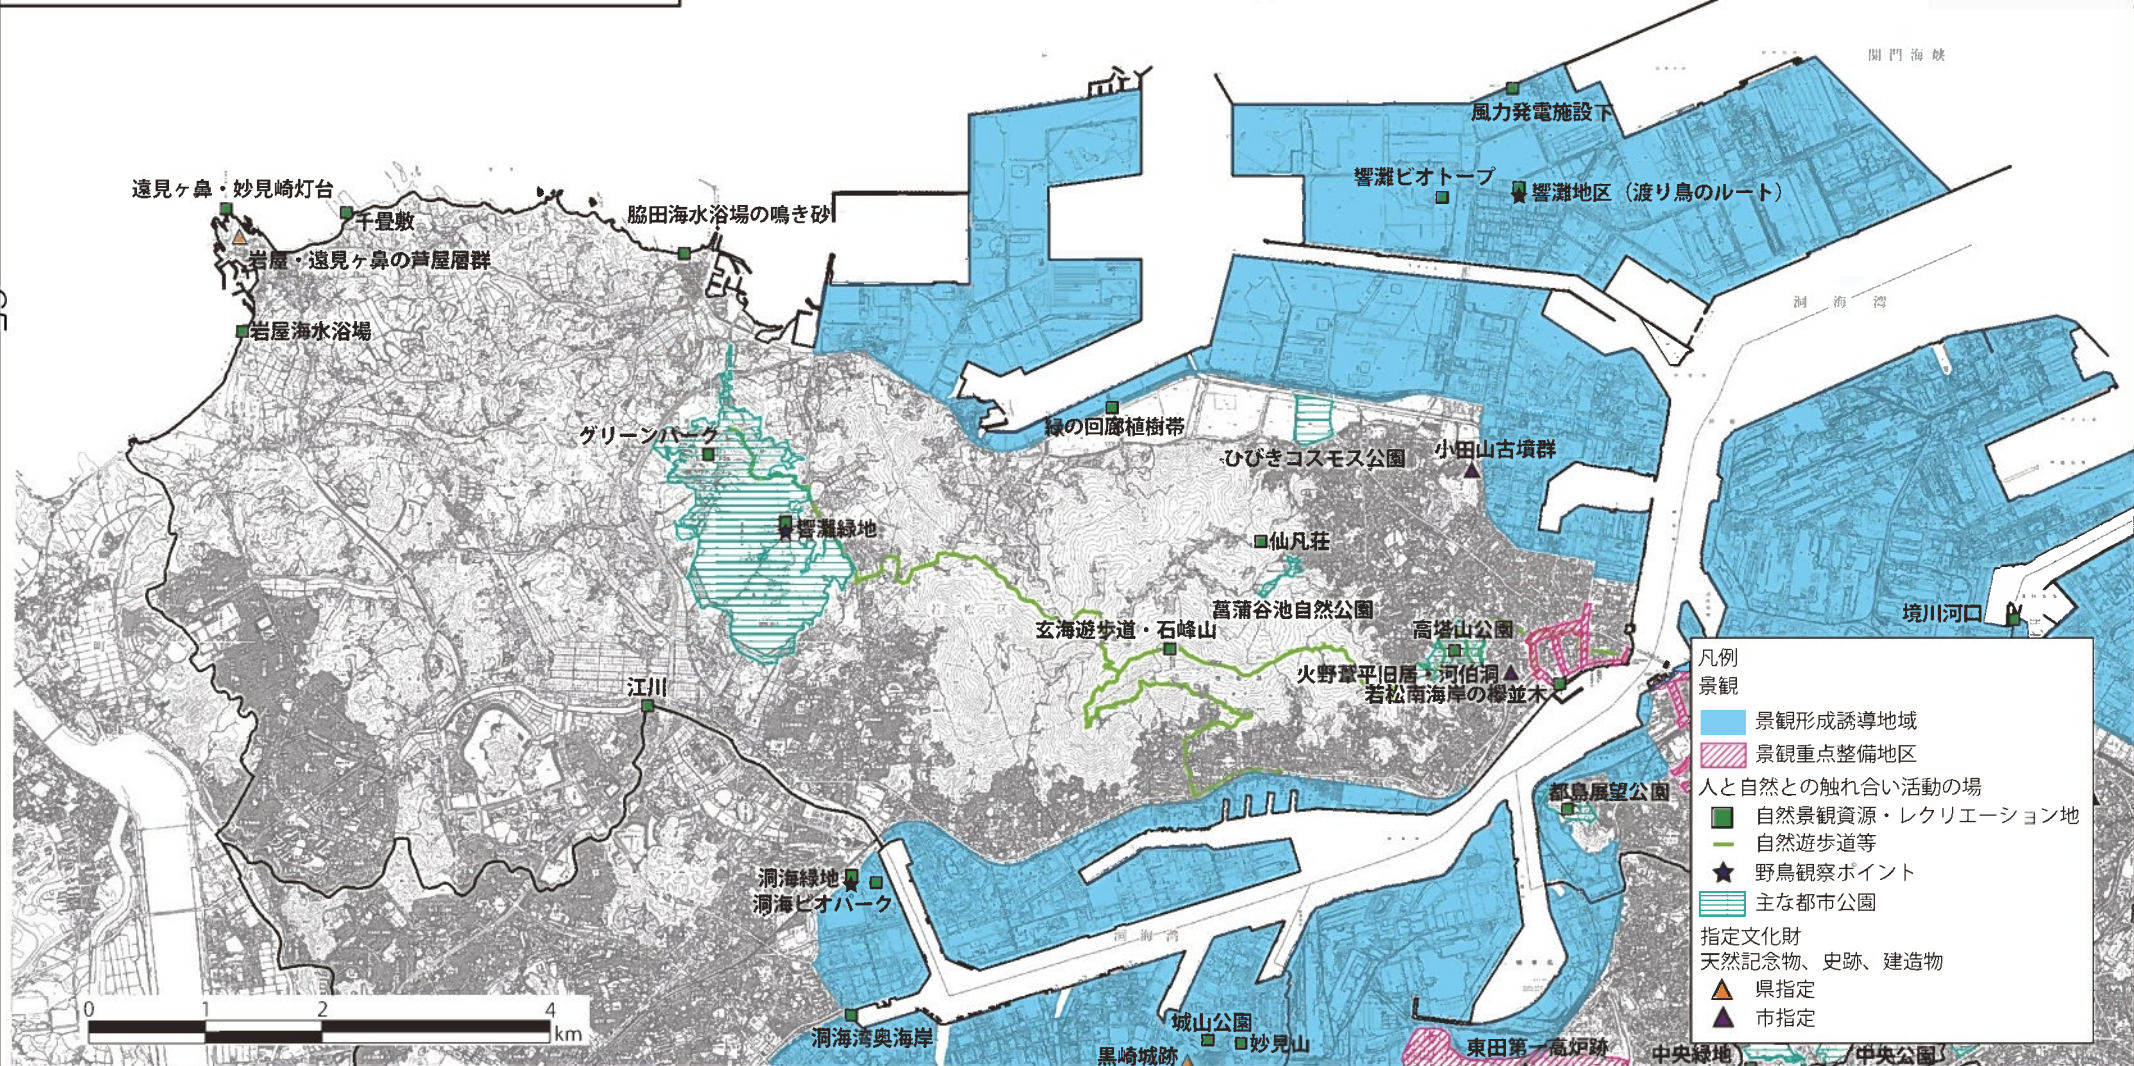 関門海峡
風力発電施設下
響灘ビオトープ
響灘地区（渡り鳥のルート）
遠見ヶ鼻・妙見崎灯台
千畳敷
脇田海水浴場の鳴き砂
岩屋・遠見ヶ鼻の芦屋層群
岩屋海水浴場
洞海湾
グリーンパーク
緑の回廊植樹帯
ひびきコスモス公園
小田山古墳群
響灘緑地
仙凡荘
菖蒲谷池自然公園
若松区
玄海遊歩道・石峰山
高塔山公園
境川河口
火野葦平旧居・河伯洞
若松南海岸の櫻並木
江川
都島展望公園
洞海緑地
洞海ビオパーク
洞海湾
洞海湾奥海岸
城山公園
妙見山
黒崎城跡
東田第一高炉跡
中央緑地
中央公園
0 1 2 4
km
凡例
景観
景観形成誘導地域
景観重点整備地区
人と自然との触れ合い活動の場
自然景観資源・レクリエーション地
自然遊歩道等
野鳥観察ポイント
主な都市公園
指定文化財
天然記念物、史跡、建造物
県指定
市指定